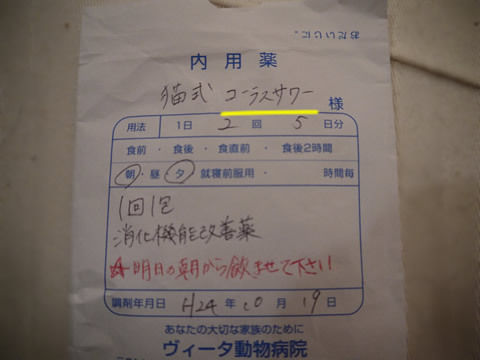 おだいじに。
内用薬
猫式 コーラスサワー 様
用法 1日 2 回 5 日分
食前・食後・食直前・食後2時間
朝・昼・夕・就寝前服用・ 時間毎
1回1包
消化機能改善薬
☆明日の朝から飲ませて下さい
調剤年月日 H24 年 10 月 19 日
あなたの大切な家族のために
ヴィータ動物病院